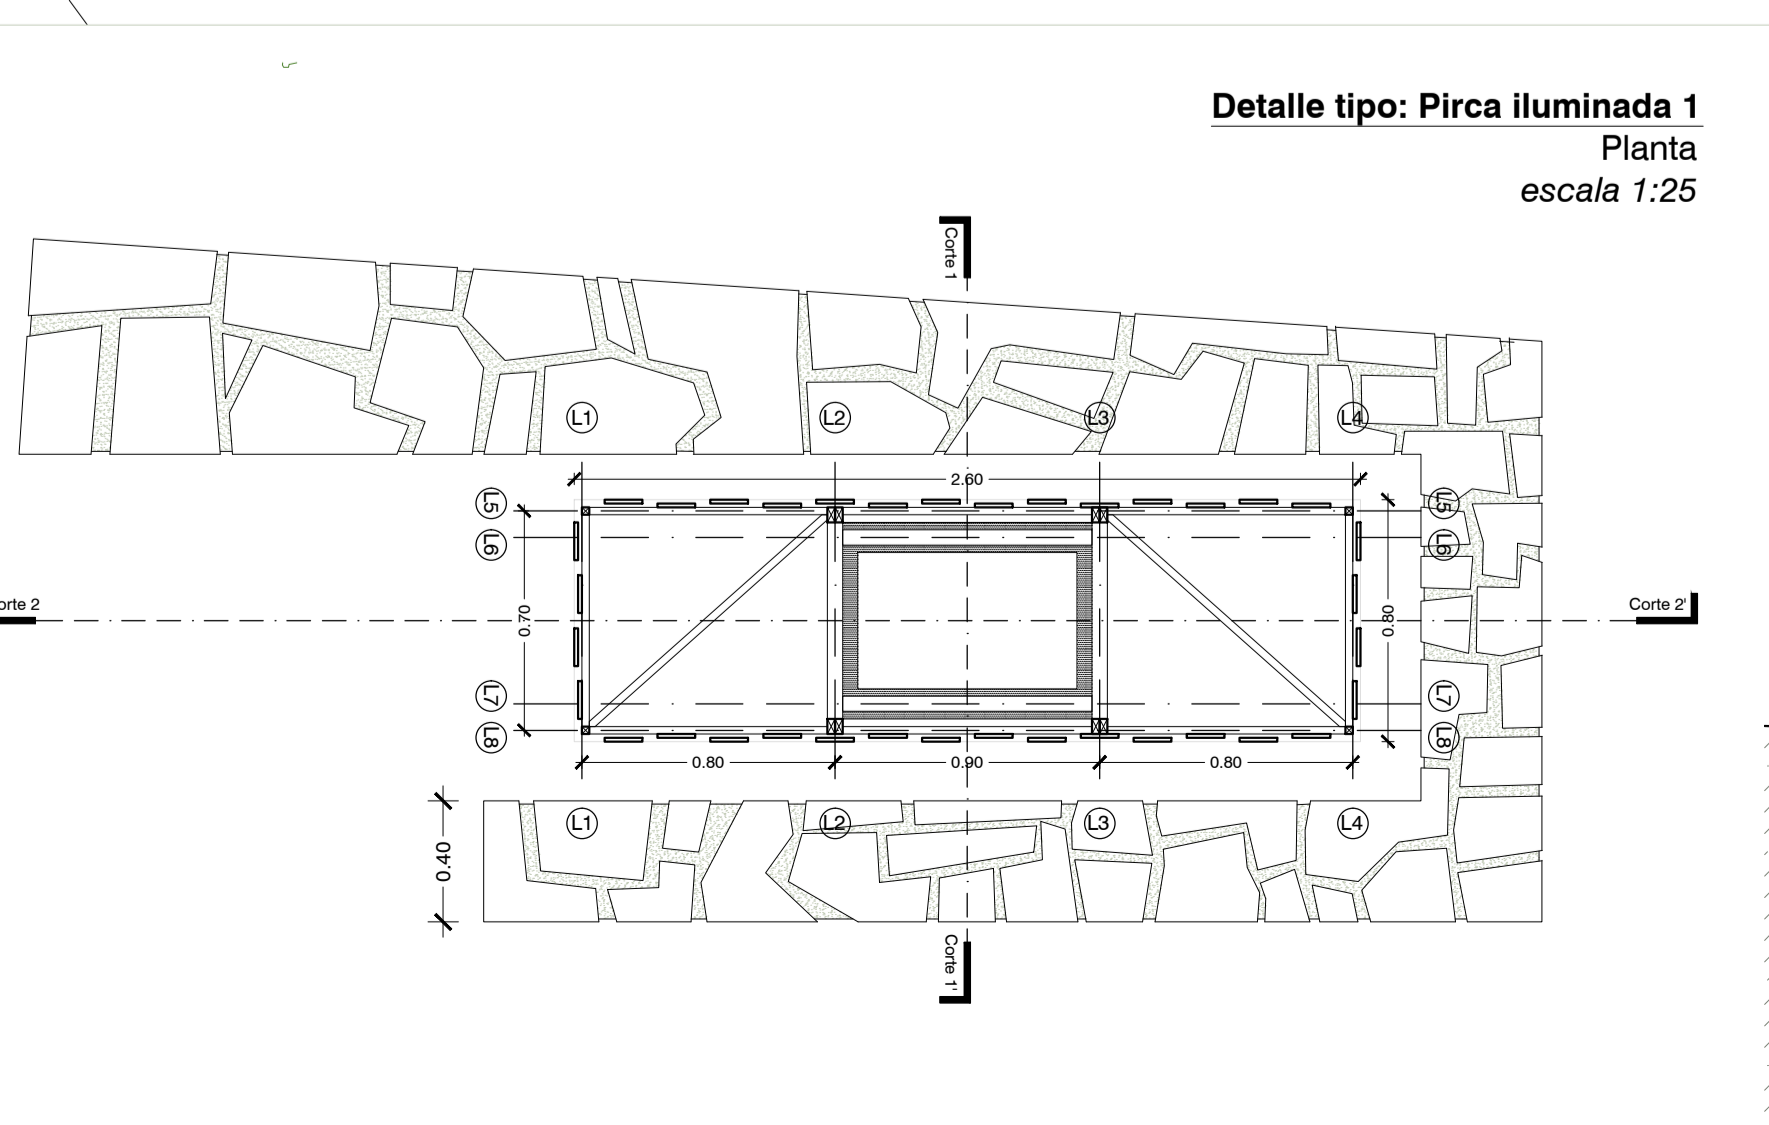 Detalle tipo: Pirca iluminada 1
Planta
escala 1:25
Corte 1
L1
L2
L3
L4
2.60
L5
L5
L6
L6
orte 2
Corte 2'
0.70
0.80
L7
L7
L8
L8
0.80
0.90
0.80
0.40
L1
L2
L3
L4
Corte 1'